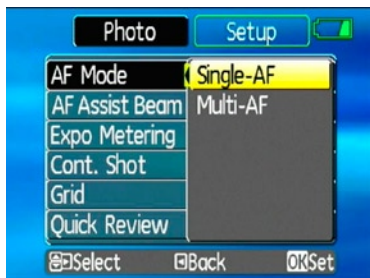 Photo Setup
AF Mode Single-AF
AF Assist Beam Multi-AF
Expo Metering
Cont. Shot
Grid
Quick Review
Select Back OK Set